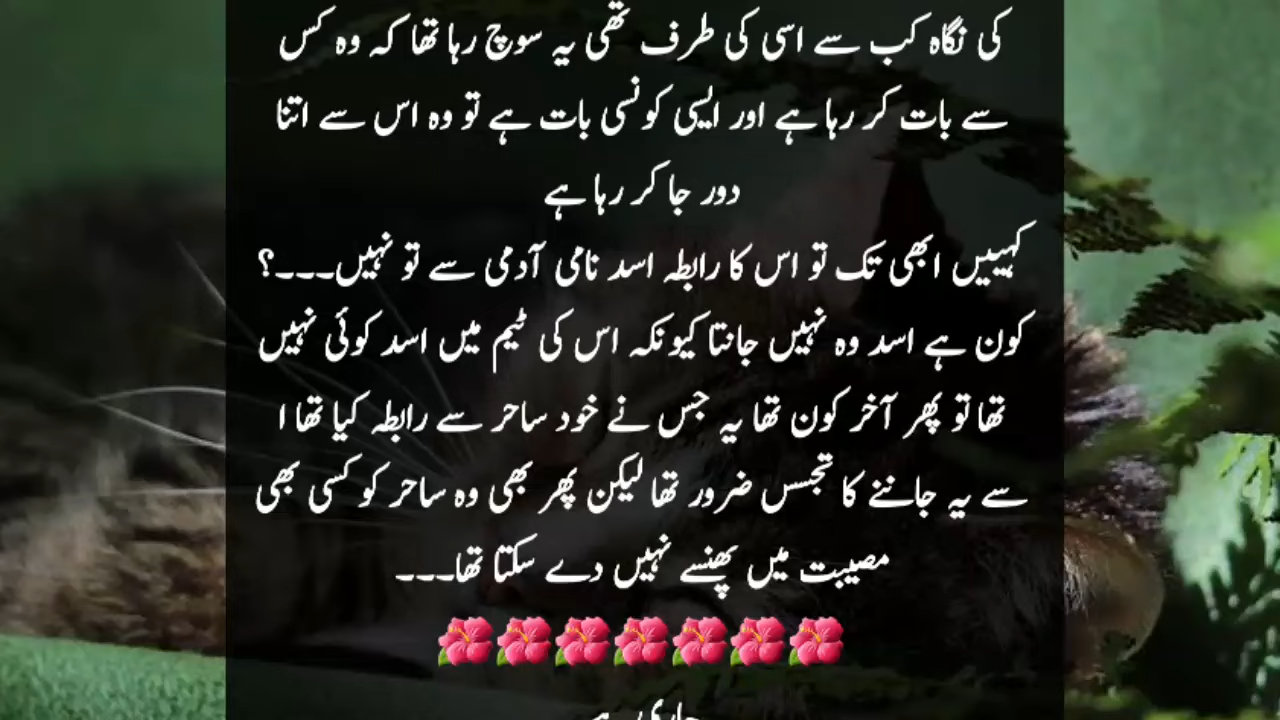 کی نگاہ کب سے اسی کی طرف تھی یہ سوچ رہا تھا کہ وہ کس
سے بات کر رہا ہے اور ایسی کونسی بات ہے تو وہ اس سے اتنا
دور جا کر رہا ہے
کہییں ابھی تک تو اس کا رابطہ اسد نامی آدمی سے تو نہیں۔۔۔؟
کون ہے اسد وہ نہیں جانتا کیونکہ اس کی ٹیم میں اسد کوئی نہیں
تھا تو پھر آخر کون تھا یہ جس نے خود ساحر سے رابطہ کیا تھا ا
سے یہ جاننے کا تجسس ضرور تھا لیکن پھر بھی وہ ساحر کو کسی بھی
مصیبت میں پھنسے نہیں دے سکتا تھا۔۔۔
🌺🌺🌺🌺🌺🌺🌺
جاری ہے